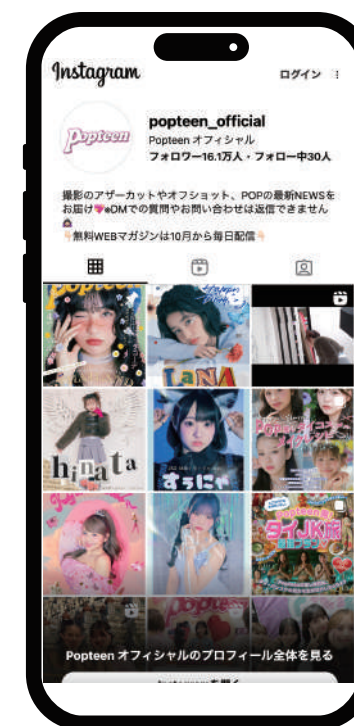 Instagram
ログイン
Popteen
popteen_official
Popteen オフィシャル
フォロワー16.1万人・フォロー中30人
撮影のアザーカットやオフショット、POPの最新NEWSを
お届け💖●DMでの質問やお問い合わせは返信できません
🙇🏻‍♀️
👇無料WEBマガジンは10月から毎日配信👇
popteen
LANA
hinata
すぅにゃ
Popteen
タイJK旅
Popteen オフィシャルのプロフィール全体を見る